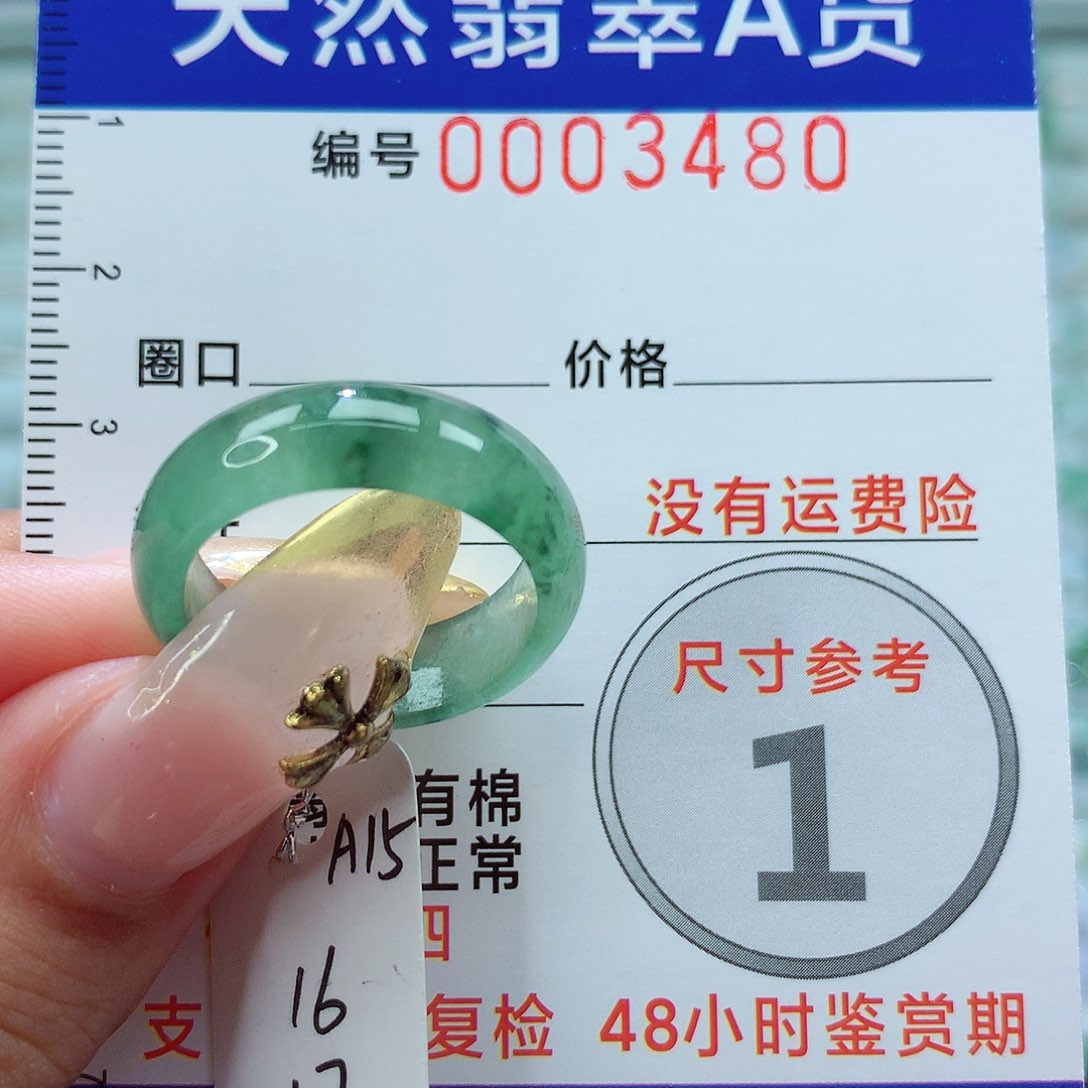 天然翡翠A货
编号 0003480
1
2
圈口 价格
3
没有运费险
尺寸参考
1
有棉
A15
正常
四
16
支 复检 48小时鉴赏期